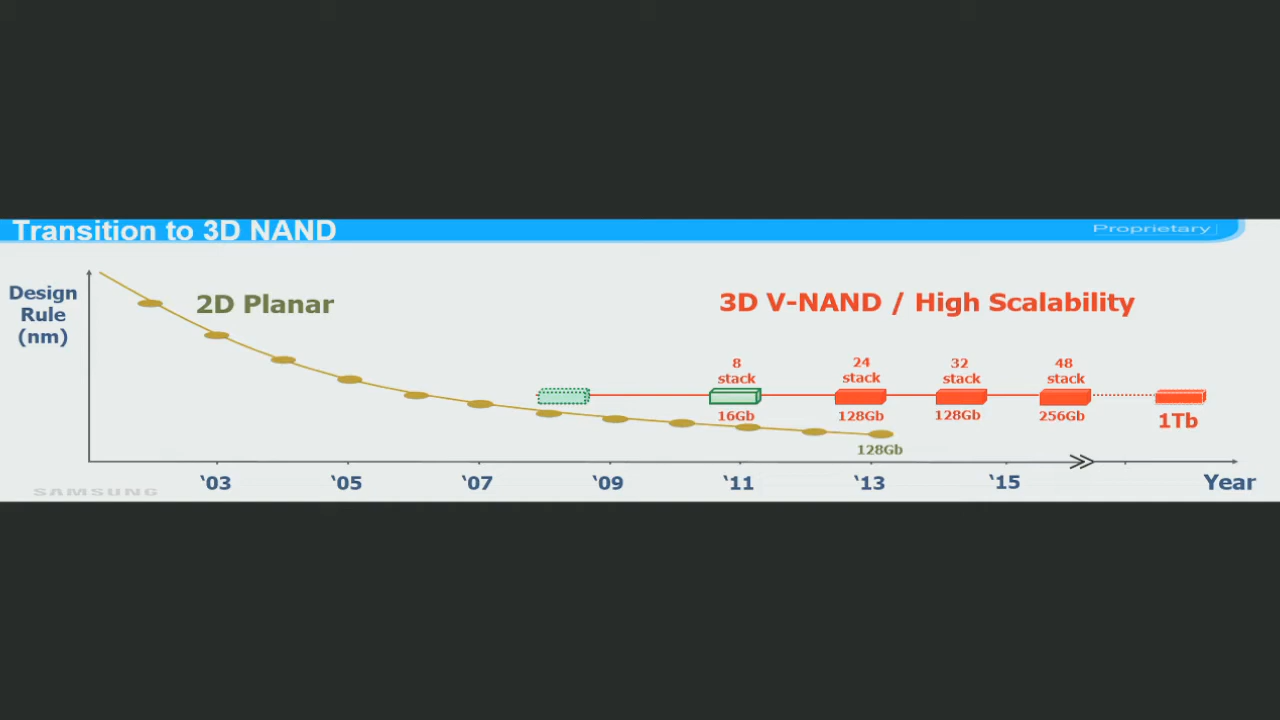 Transition to 3D NAND
Proprietary
Design
Rule
(nm)
2D Planar
3D V-NAND / High Scalability
8
stack
24
stack
32
stack
48
stack
16Gb
128Gb
128Gb
256Gb
1Tb
128Gb
'03
'05
'07
'09
'11
'13
'15
Year
SAMSUNG